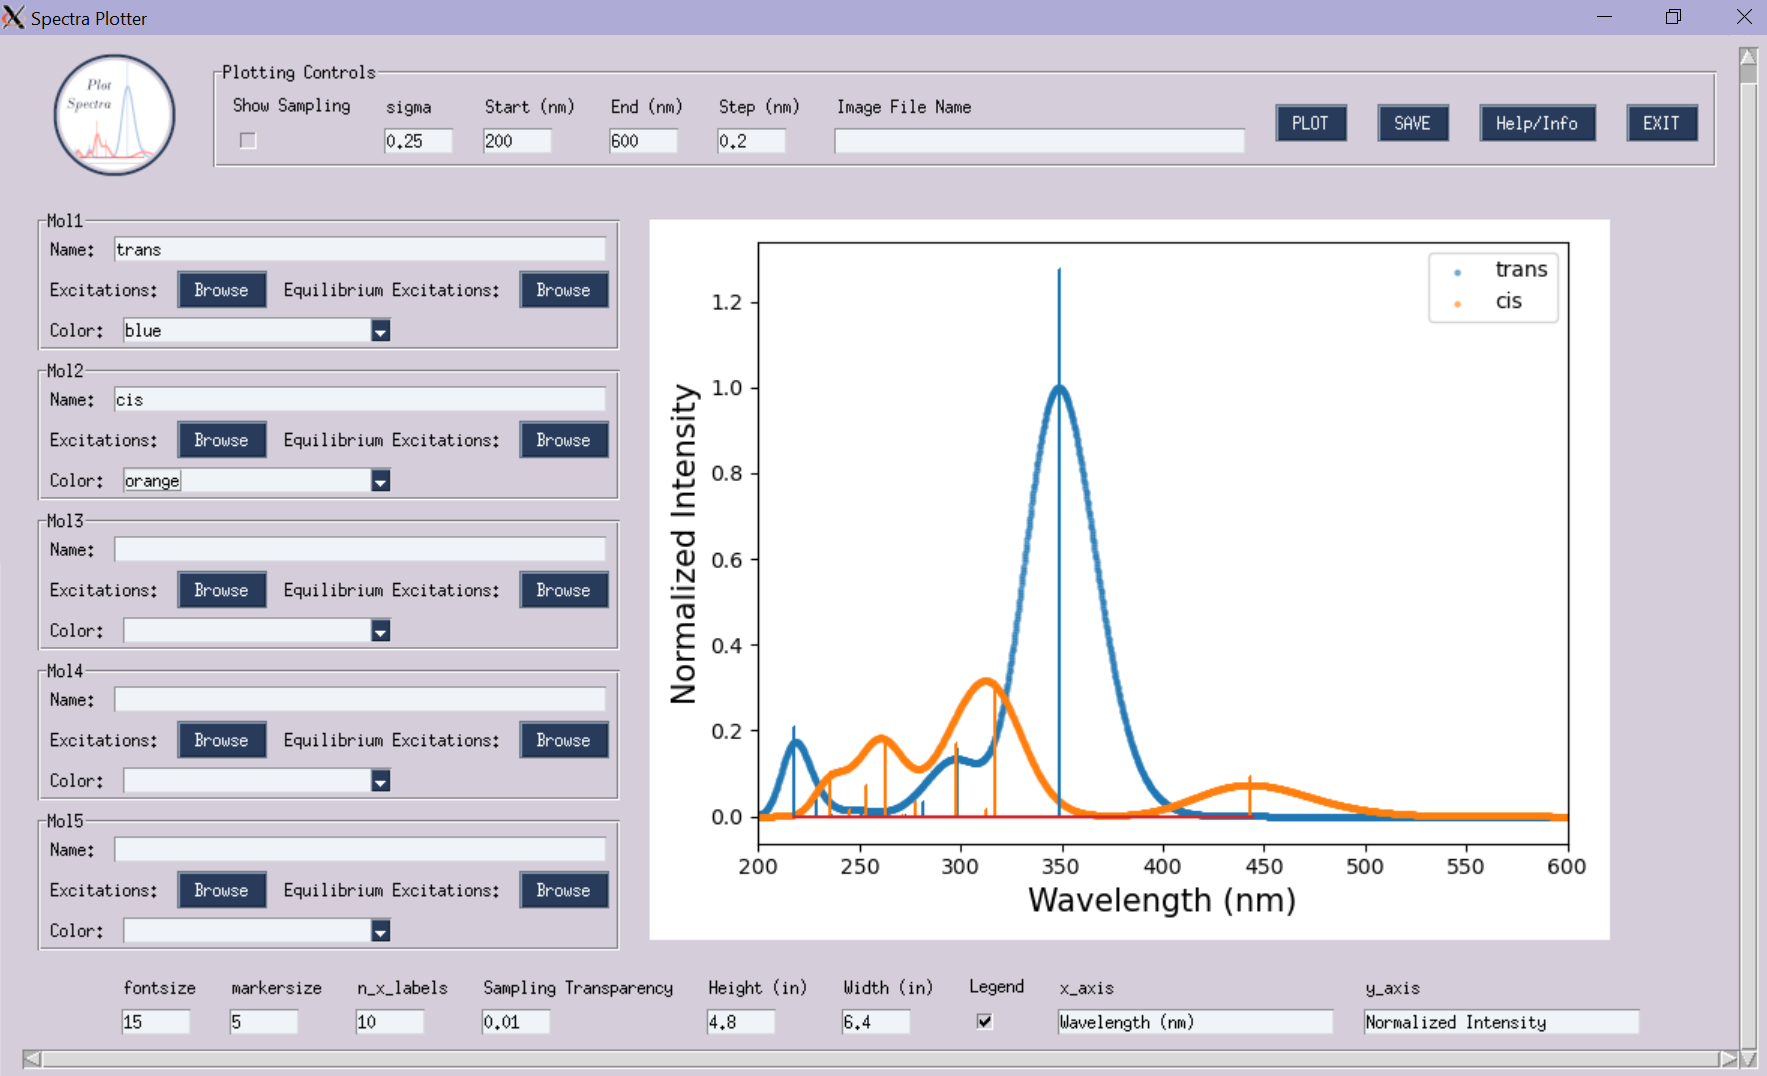 Spectra Plotter
Plot
Spectra
Plotting Controls
Show Sampling sigma Start (nm) End (nm) Step (nm) Image File Name
0.25 200 600 0.2
PLOT SAVE Help/Info EXIT
Mol1
Name: trans
Excitations: Browse Equilibrium Excitations: Browse
Color: blue
Mol2
Name: cis
Excitations: Browse Equilibrium Excitations: Browse
Color: orange
Mol3
Name:
Excitations: Browse Equilibrium Excitations: Browse
Color:
Mol4
Name:
Excitations: Browse Equilibrium Excitations: Browse
Color:
Mol5
Name:
Excitations: Browse Equilibrium Excitations: Browse
Color:
trans
cis
Normalized Intensity
1.2
1.0
0.8
0.6
0.4
0.2
0.0
200 250 300 350 400 450 500 550 600
Wavelength (nm)
fontsize markersize n_x_labels Sampling Transparency Height (in) Width (in) Legend x_axis y_axis
15 5 10 0.01 4.8 6.4 Wavelength (nm) Normalized Intensity